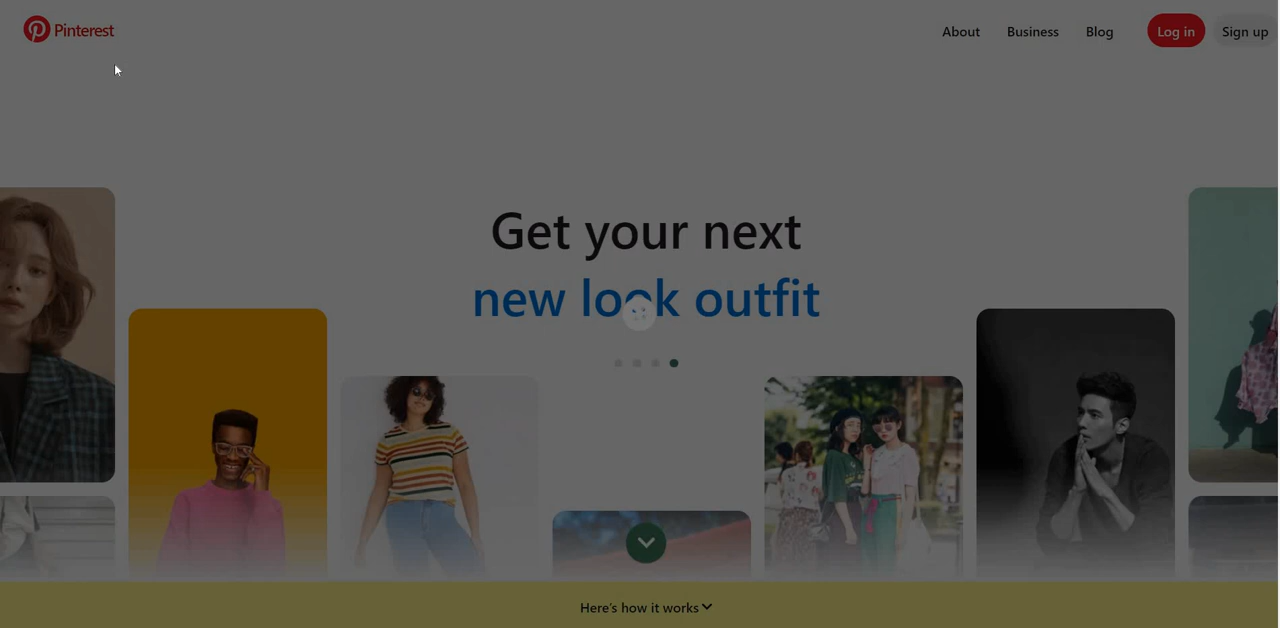 Pinterest
About Business Blog Log in Sign up
Get your next
new look outfit
Here's how it works